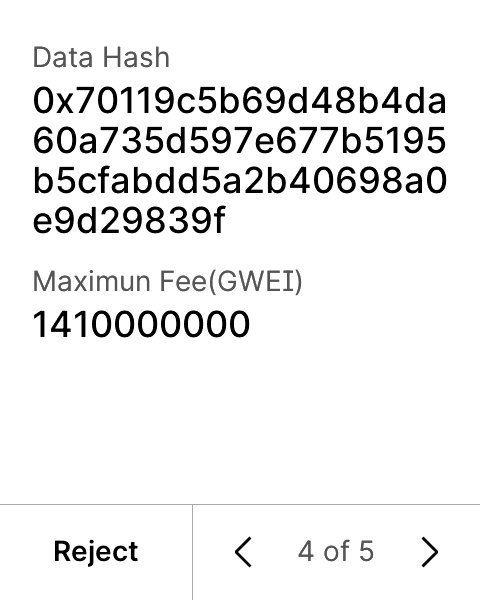 Data Hash
0x70119c5b69d48b4da
60a735d597e677b5195
b5cfabdd5a2b40698a0
e9d29839f
Maximun Fee(GWEI)
1410000000
Reject
4 of 5